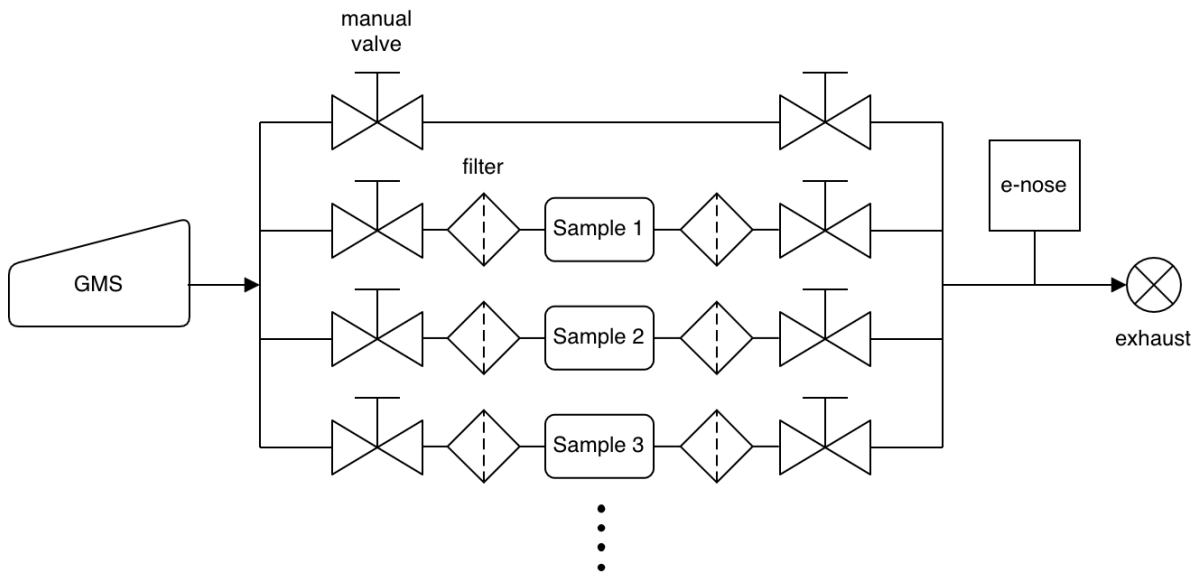 manual
valve
filter
Sample 1
e-nose
GMS
Sample 2
exhaust
Sample 3